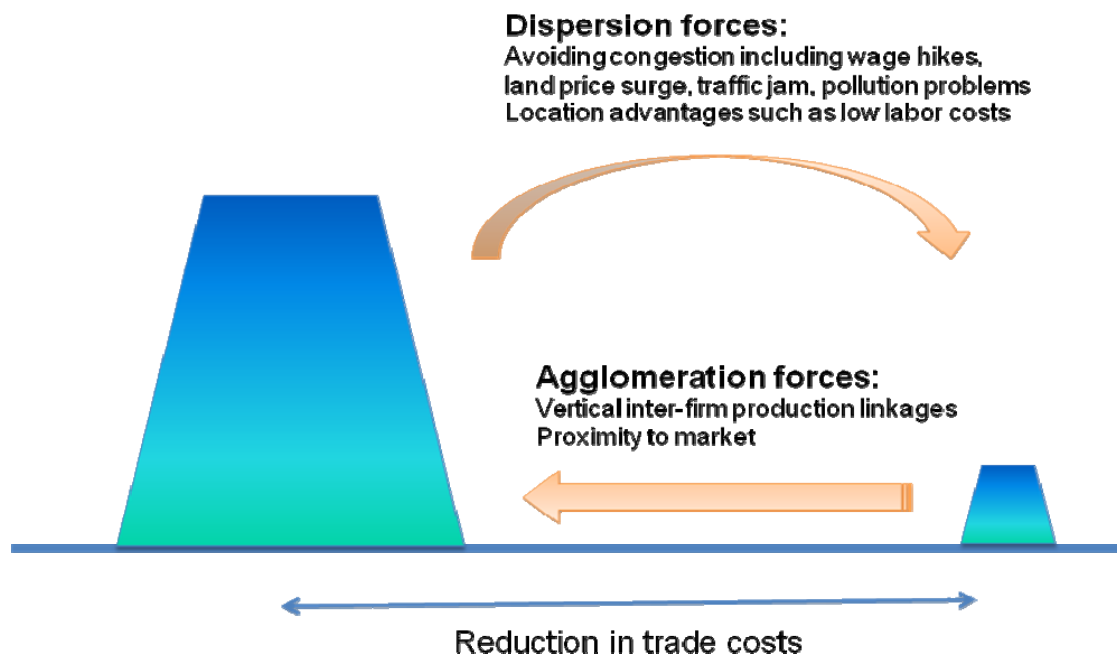 Dispersion forces:
Avoiding congestion including wage hikes,
land price surge, traffic jam, pollution problems
Location advantages such as low labor costs
Agglomeration forces:
Vertical inter-firm production linkages
Proximity to market
Reduction in trade costs